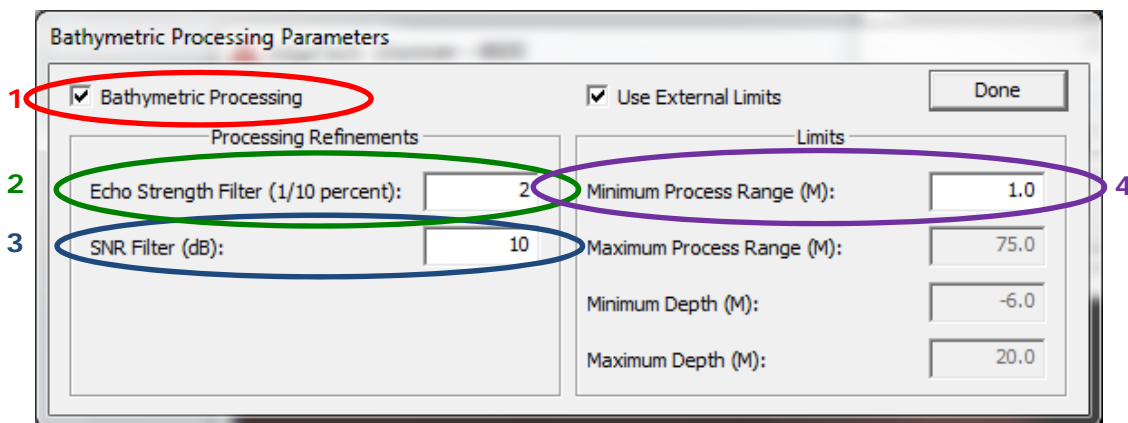 Bathymetric Processing Parameters
1 Bathymetric Processing
Use External Limits
Done
Processing Refinements
2 Echo Strength Filter (1/10 percent): 2
3 SNR Filter (dB): 10
Limits
Minimum Process Range (M): 1.0 4
Maximum Process Range (M): 75.0
Minimum Depth (M): -6.0
Maximum Depth (M): 20.0